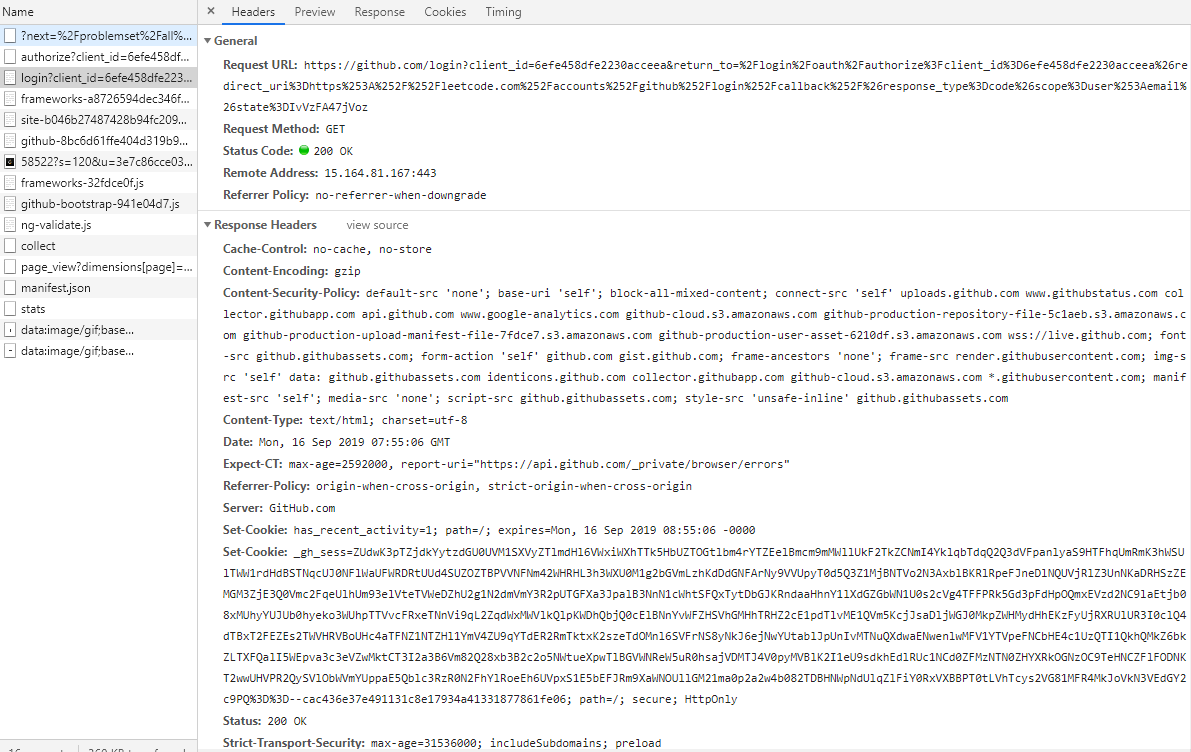 Name
?next=%2Fproblemset%2Fall%...
authorize?client_id=6efe458df...
login?client_id=6efe458dfe223...
frameworks-a8726594dec346f...
site-b046b27487428b94fc209...
github-8bc6d61ffe404d319b9...
58522?s=120&u=3e7c86cce03...
frameworks-32fdce0f.js
github-bootstrap-941e04d7.js
ng-validate.js
collect
page_view?dimensions[page]=...
manifest.json
stats
data:image/gif;base...
data:image/gif;base...
× Headers Preview Response Cookies Timing
▼ General
Request URL: https://github.com/login?client_id=6efe458dfe2230acceea&return_to=%2Flogin%2Foauth%2Fauthorize%3Fclient_id%3D6efe458dfe2230acceea%26re
direct_uri%3Dhttps%253A%252F%252Fleetcode.com%252Faccounts%252Fgithub%252Flogin%252Fcallback%252F%26response_type%3Dcode%26scope%3Duser%253Aemail%
26state%3DIvVzFA47jVoz
Request Method: GET
Status Code: 200 OK
Remote Address: 15.164.81.167:443
Referrer Policy: no-referrer-when-downgrade
▼ Response Headers view source
Cache-Control: no-cache, no-store
Content-Encoding: gzip
Content-Security-Policy: default-src 'none'; base-uri 'self'; block-all-mixed-content; connect-src 'self' uploads.github.com www.githubstatus.com col
lector.githubapp.com api.github.com www.google-analytics.com github-cloud.s3.amazonaws.com github-production-repository-file-5c1aeb.s3.amazonaws.c
om github-production-upload-manifest-file-7fdce7.s3.amazonaws.com github-production-user-asset-6210df.s3.amazonaws.com wss://live.github.com; font
-src github.githubassets.com; form-action 'self' github.com gist.github.com; frame-ancestors 'none'; frame-src render.githubusercontent.com; img-s
rc 'self' data: github.githubassets.com identicons.github.com collector.githubapp.com github-cloud.s3.amazonaws.com *.githubusercontent.com; manif
est-src 'self'; media-src 'none'; script-src github.githubassets.com; style-src 'unsafe-inline' github.githubassets.com
Content-Type: text/html; charset=utf-8
Date: Mon, 16 Sep 2019 07:55:06 GMT
Expect-CT: max-age=2592000, report-uri="https://api.github.com/_private/browser/errors"
Referrer-Policy: origin-when-cross-origin, strict-origin-when-cross-origin
Server: GitHub.com
Set-Cookie: has_recent_activity=1; path=/; expires=Mon, 16 Sep 2019 08:55:06 -0000
Set-Cookie:
path=/; secure; HttpOnly
Status: 200 OK
Strict-Transport-Security: max-age=31536000; includeSubdomains; preload